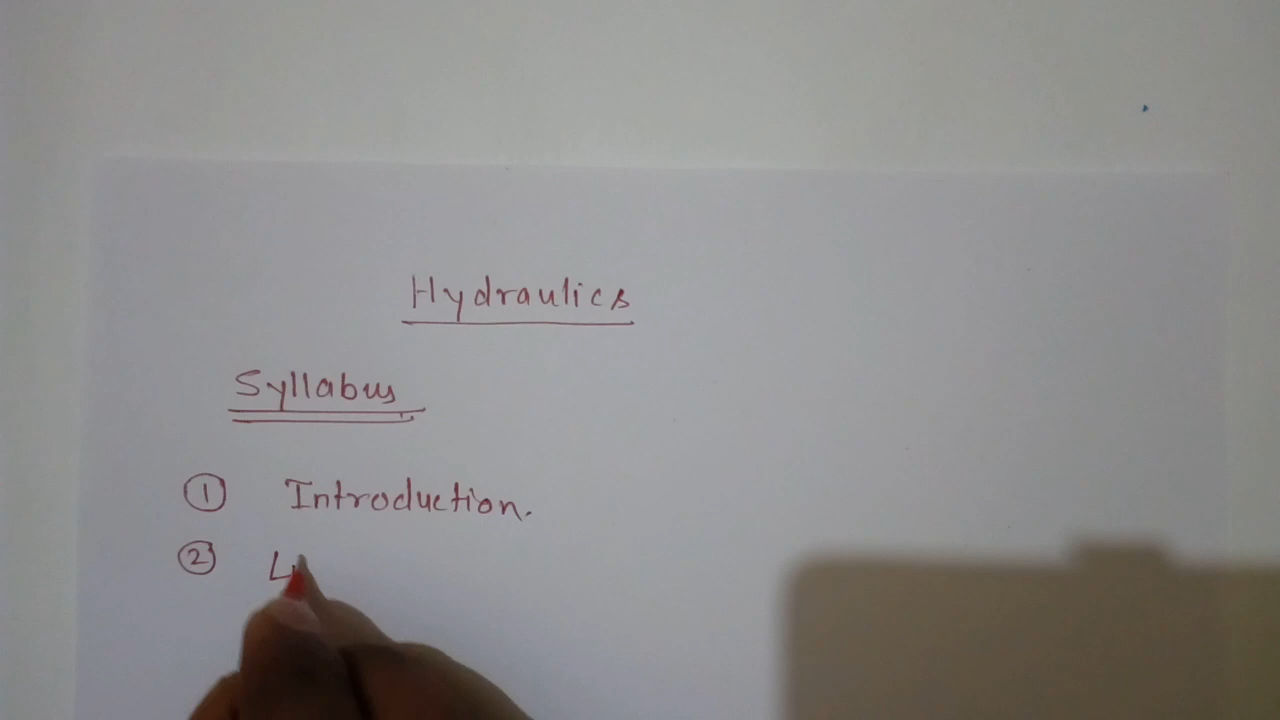 Hydraulics
Syllabus
① Introduction.
② L